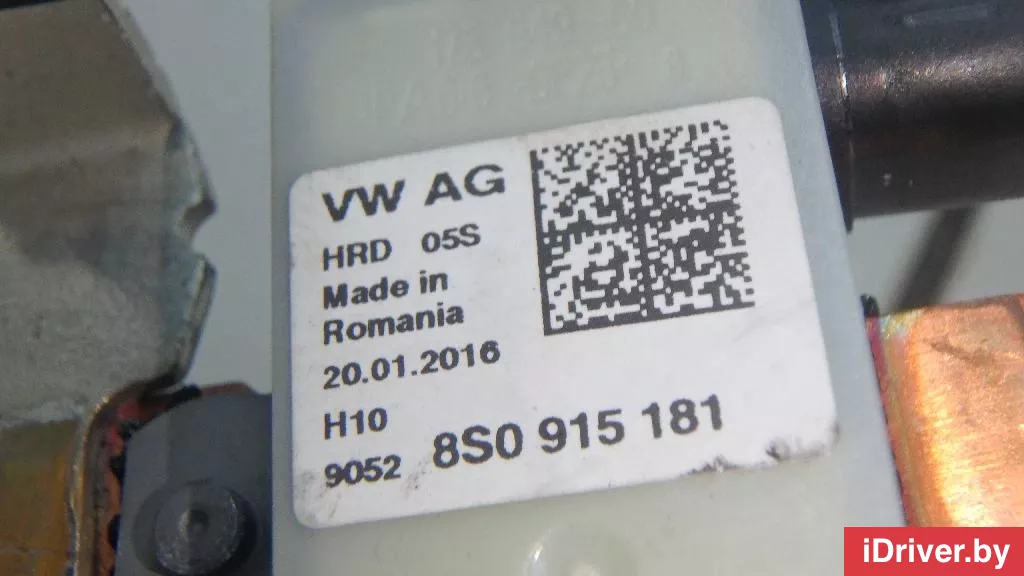 VW AG
HRD 05S
Made in
Romania
20.01.2016
H10
9052 8S0 915 181
iDriver.by